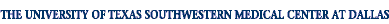 THE UNIVERSITY OF TEXAS SOUTHWESTERN MEDICAL CENTER AT DALLAS